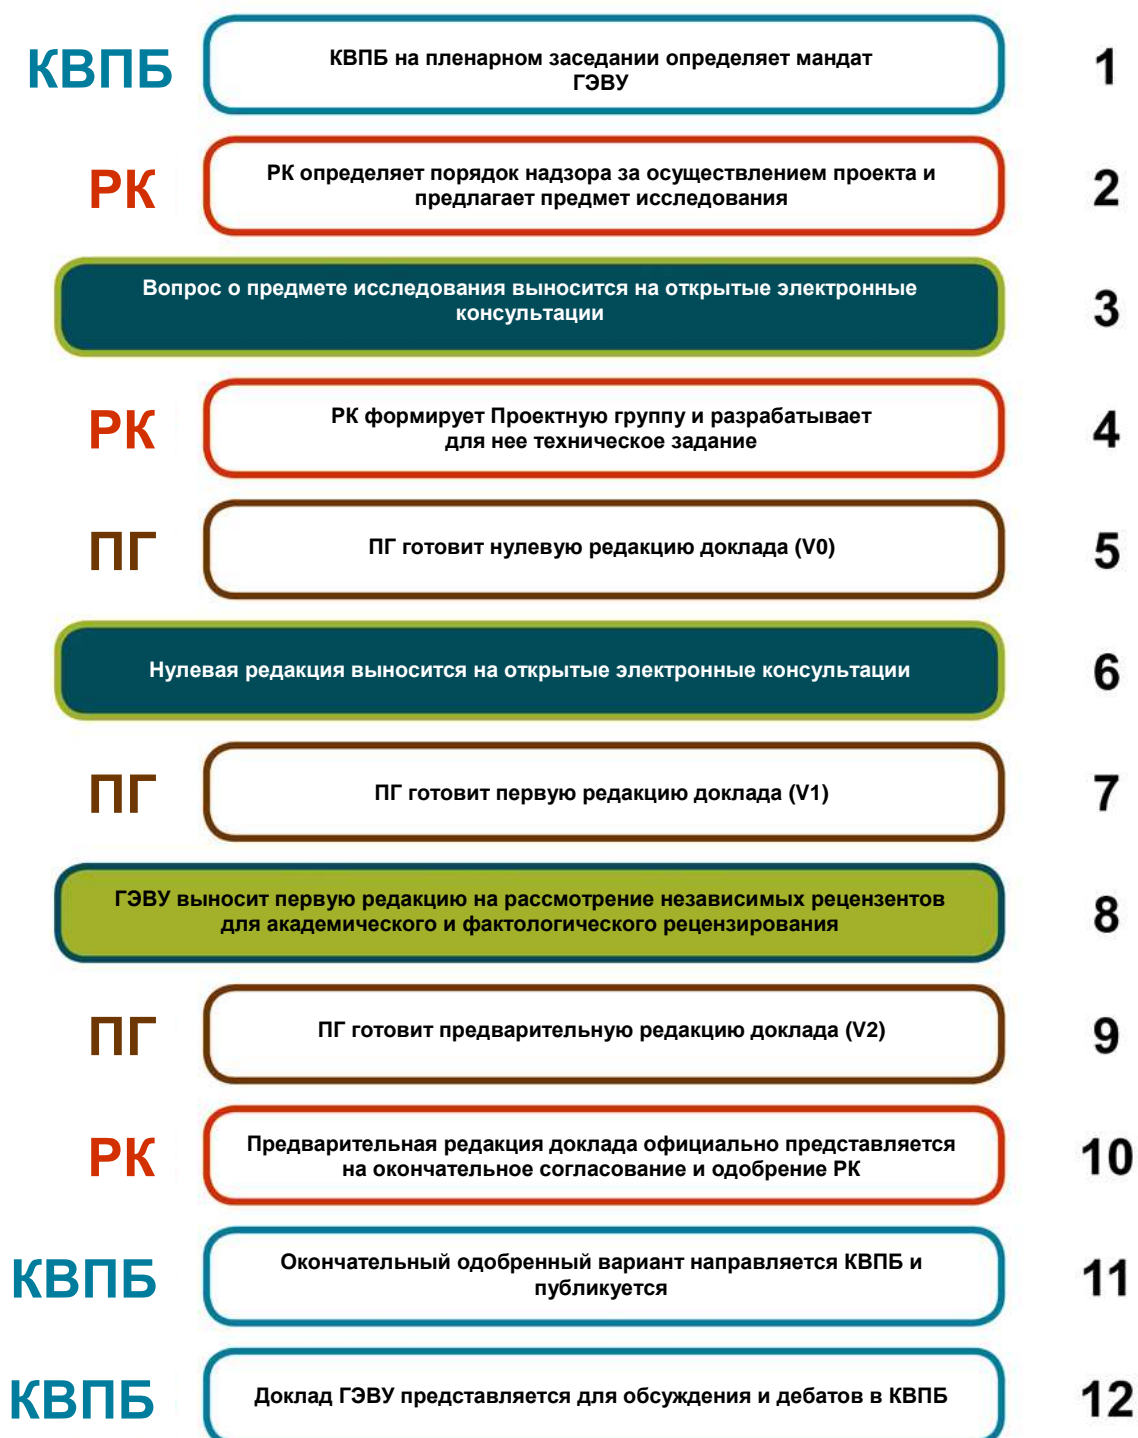 КВПБ
КВПБ на пленарном заседании определяет мандат
ГЭВУ
1
РК
РК определяет порядок надзора за осуществлением проекта и
предлагает предмет исследования
2
Вопрос о предмете исследования выносится на открытые электронные
консультации
3
РК
РК формирует Проектную группу и разрабатывает
для нее техническое задание
4
ПГ
ПГ готовит нулевую редакцию доклада (V0)
5
Нулевая редакция выносится на открытые электронные консультации
6
ПГ
ПГ готовит первую редакцию доклада (V1)
7
ГЭВУ выносит первую редакцию на рассмотрение независимых рецензентов
для академического и фактологического рецензирования
8
ПГ
ПГ готовит предварительную редакцию доклада (V2)
9
РК
Предварительная редакция доклада официально представляется
на окончательное согласование и одобрение РК
10
КВПБ
Окончательный одобренный вариант направляется КВПБ и
публикуется
11
КВПБ
Доклад ГЭВУ представляется для обсуждения и дебатов в КВПБ
12